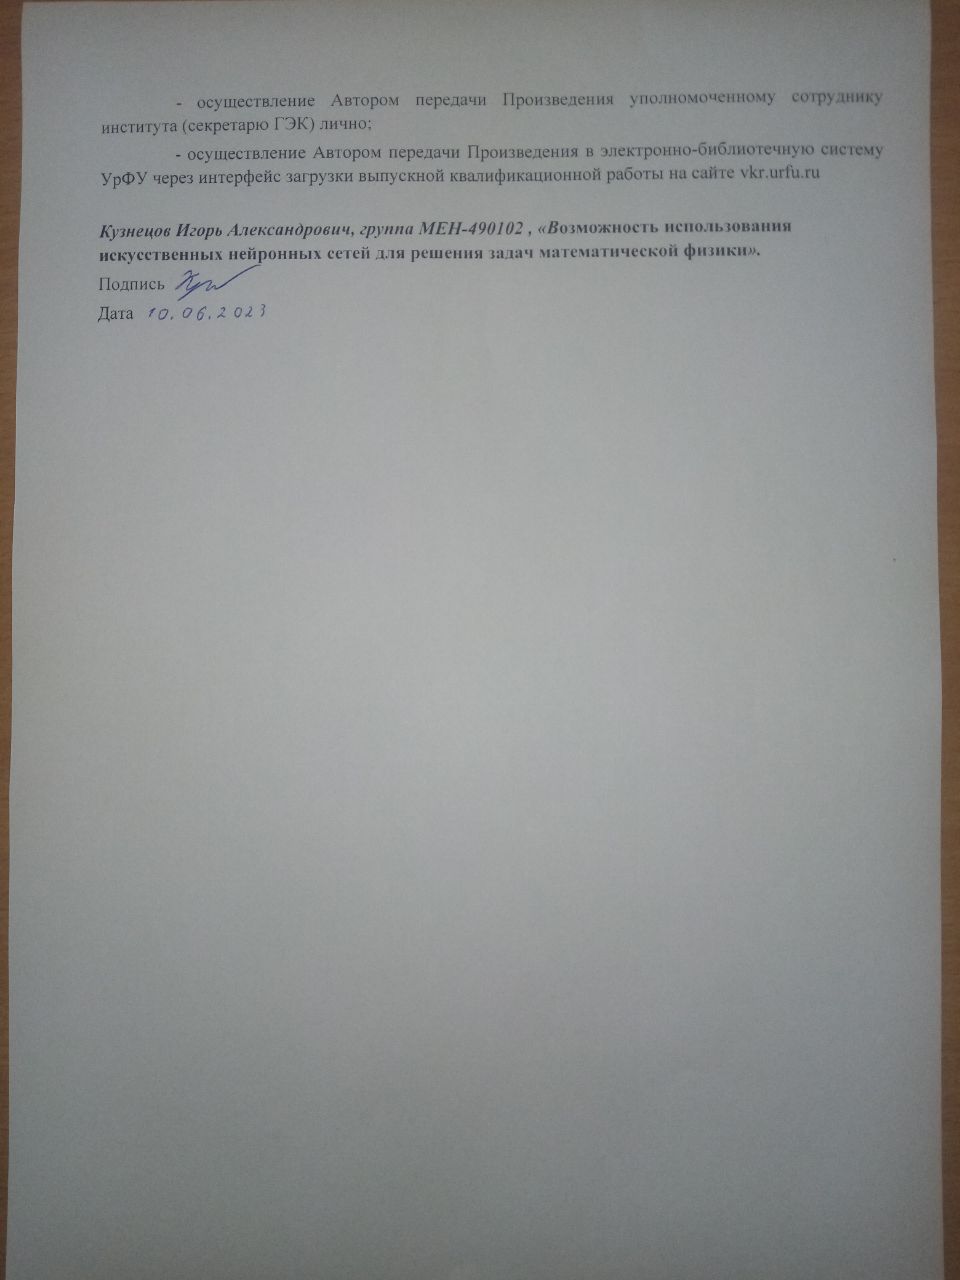 - осуществление Автором передачи Произведения уполномоченному сотруднику
института (секретарю ГЭК) лично;
- осуществление Автором передачи Произведения в электронно-библиотечную систему
УрФУ через интерфейс загрузки выпускной квалификационной работы на сайте vkr.urfu.ru
Кузнецов Игорь Александрович, группа МЕН-490102 , «Возможность использования
искусственных нейронных сетей для решения задач математической физики».
Подпись
Дата 10.06.2023